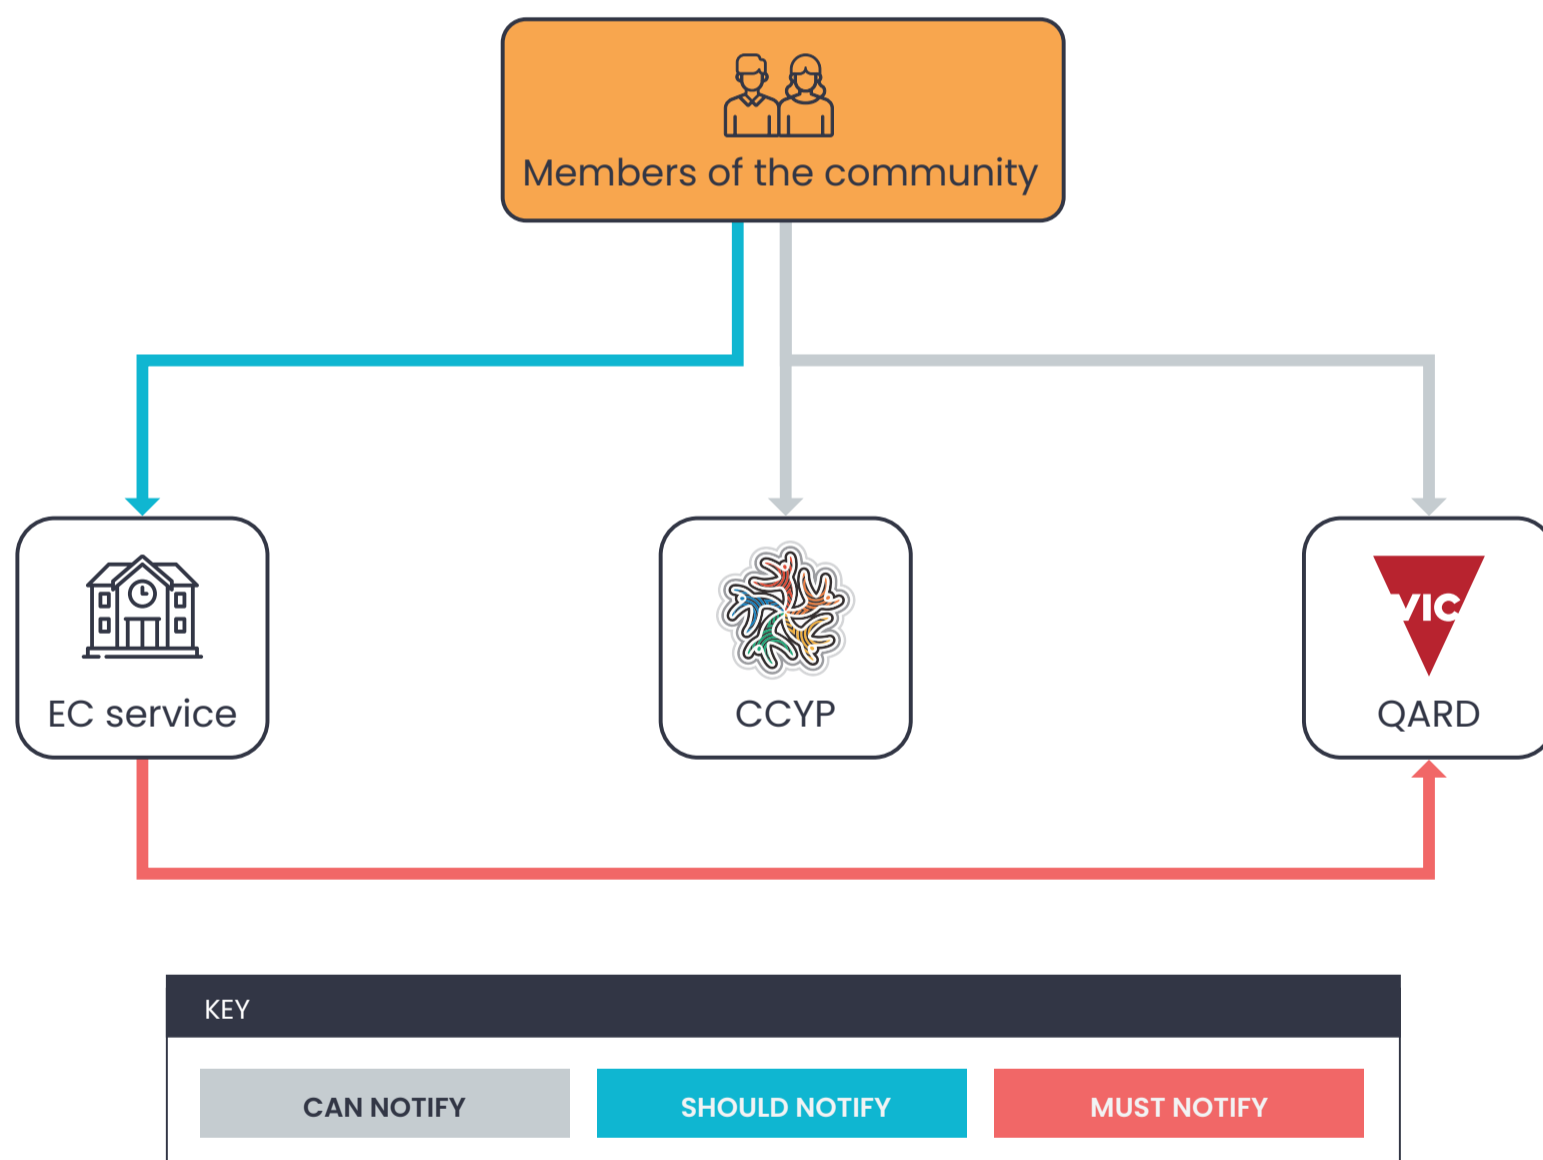 Members of the community
EC service
CCYP
VIC
QARD
KEY
CAN NOTIFY
SHOULD NOTIFY
MUST NOTIFY